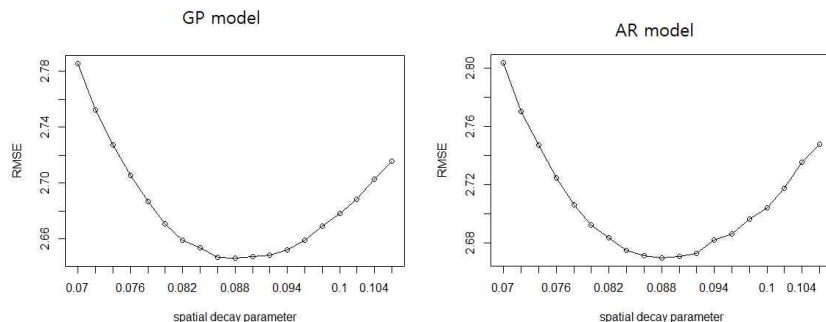 GP model
AR model
RMSE
2.78
2.74
2.70
2.66
0.07 0.076 0.082 0.088 0.094 0.1 0.104
spatial decay parameter
RMSE
2.80
2.76
2.72
2.68
0.07 0.076 0.082 0.088 0.094 0.1 0.104
spatial decay parameter